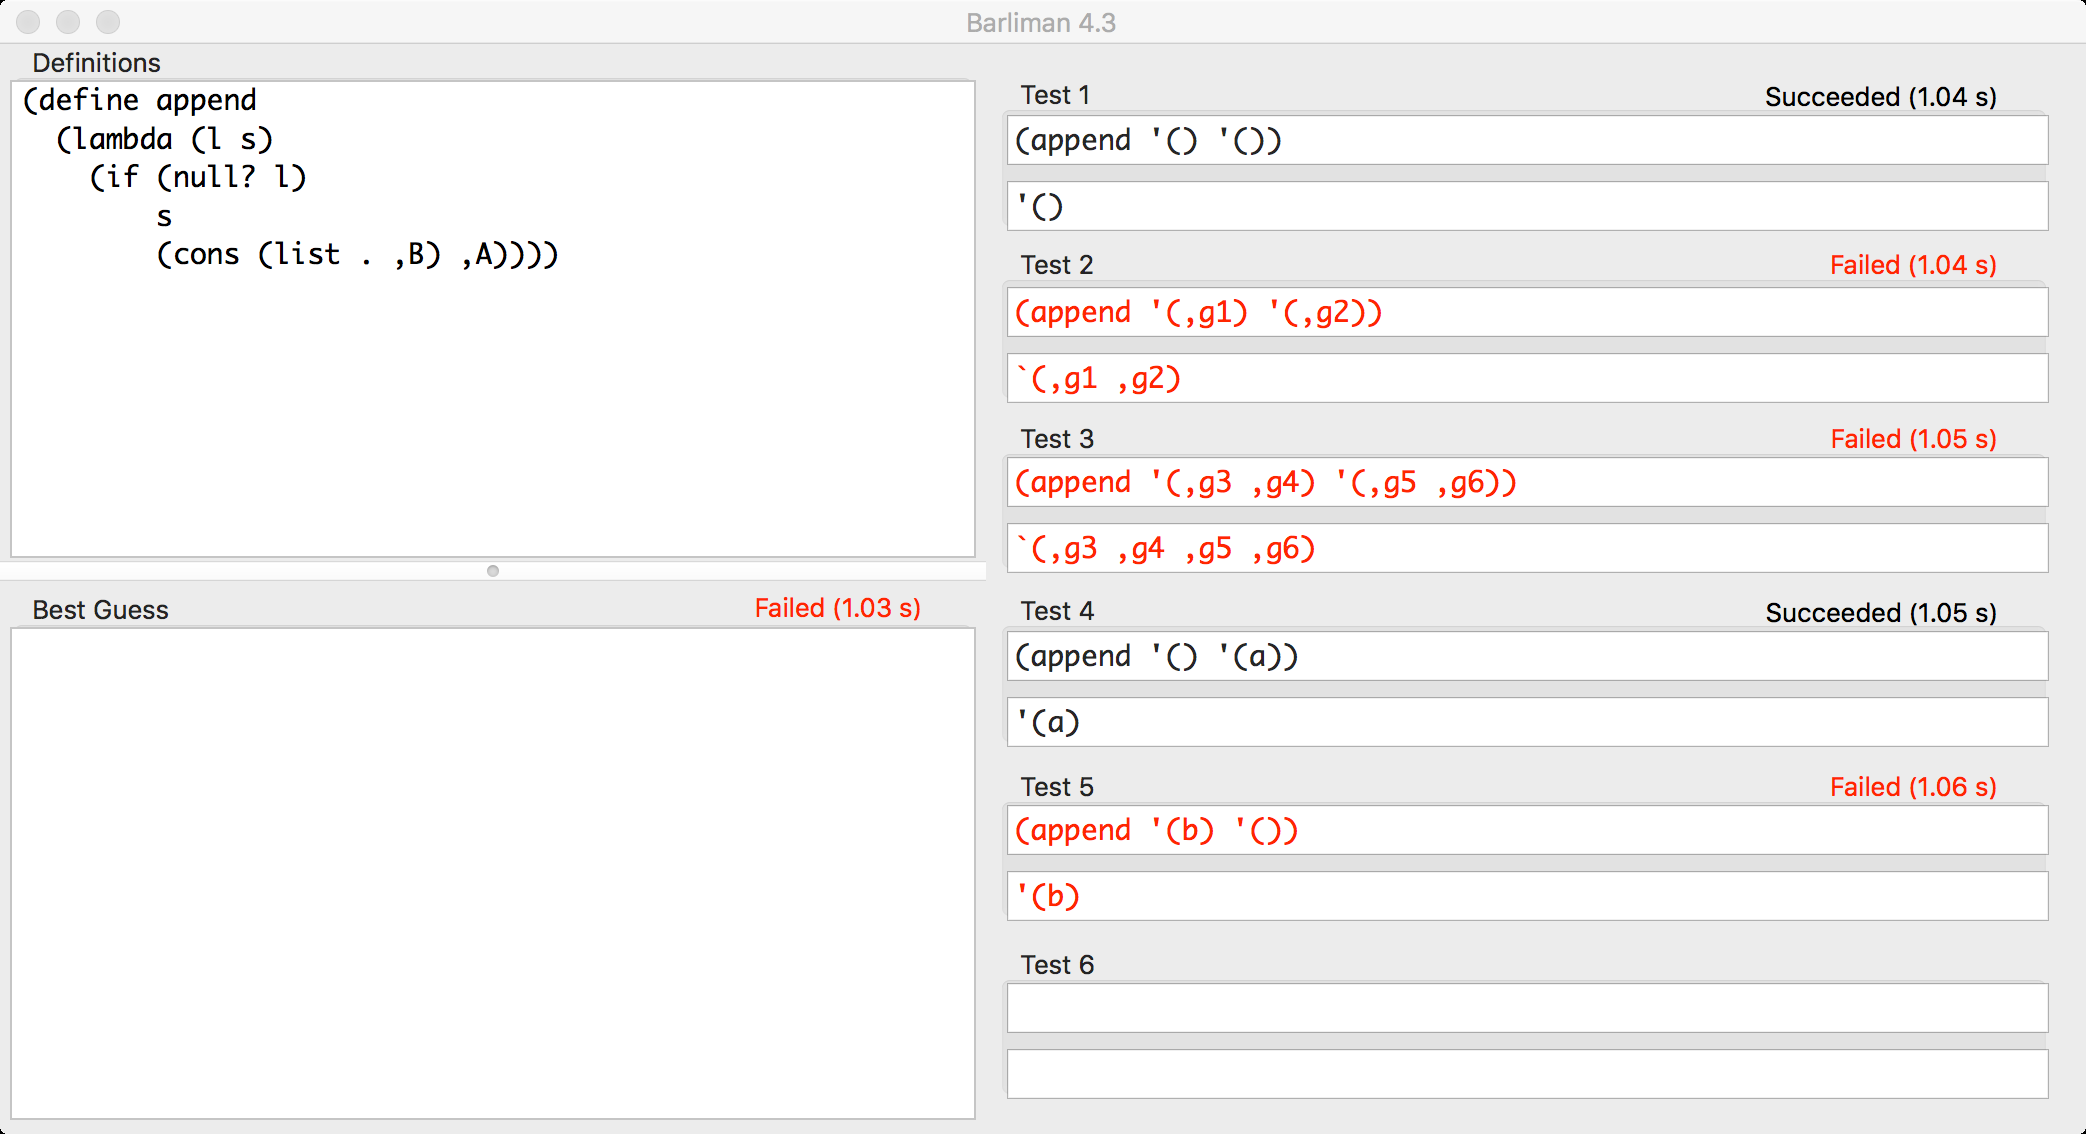 Barliman 4.3
Definitions
(define append
  (lambda (l s)
    (if (null? l)
        s
        (cons (list . ,B) ,A))))
Best Guess
Failed (1.03 s)
Test 1
Succeeded (1.04 s)
(append '() '())
'()
Test 2
Failed (1.04 s)
(append '(,g1) '(,g2))
`(,g1 ,g2)
Test 3
Failed (1.05 s)
(append '(,g3 ,g4) '(,g5 ,g6))
`(,g3 ,g4 ,g5 ,g6)
Test 4
Succeeded (1.05 s)
(append '() '(a))
'(a)
Test 5
Failed (1.06 s)
(append '(b) '())
'(b)
Test 6